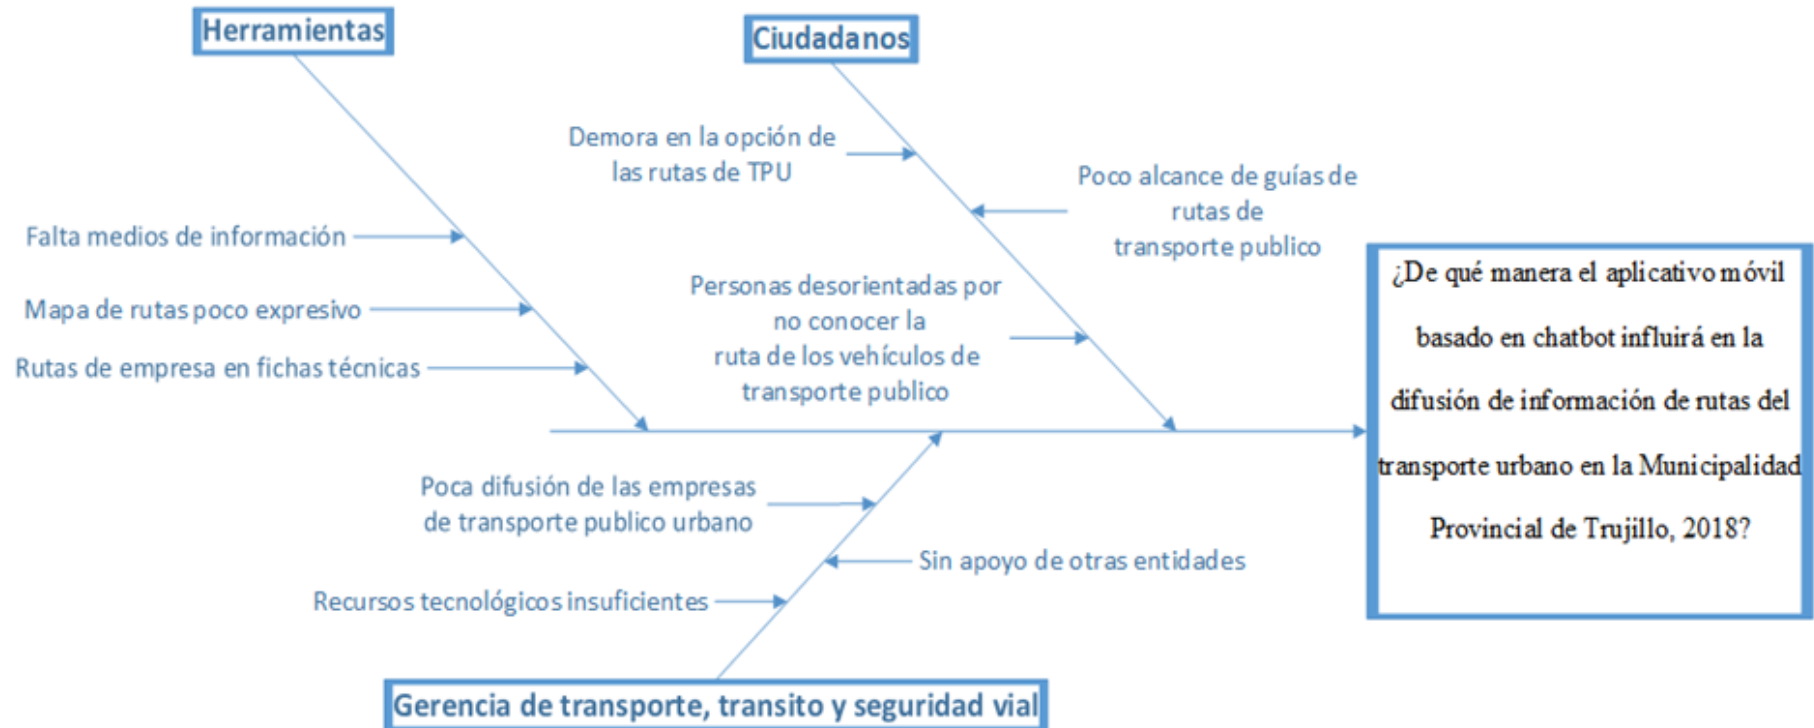 Herramientas
Ciudadanos
Demora en la opción de
las rutas de TPU
Poco alcance de guías de
rutas de
transporte publico
Falta medios de información
Mapa de rutas poco expresivo
Rutas de empresa en fichas técnicas
Personas desorientadas por
no conocer la
ruta de los vehículos de
transporte publico
¿De qué manera el aplicativo móvil
basado en chatbot influirá en la
difusión de información de rutas del
transporte urbano en la Municipalidad
Provincial de Trujillo, 2018?
Poca difusión de las empresas
de transporte publico urbano
Sin apoyo de otras entidades
Recursos tecnológicos insuficientes
Gerencia de transporte, transito y seguridad vial